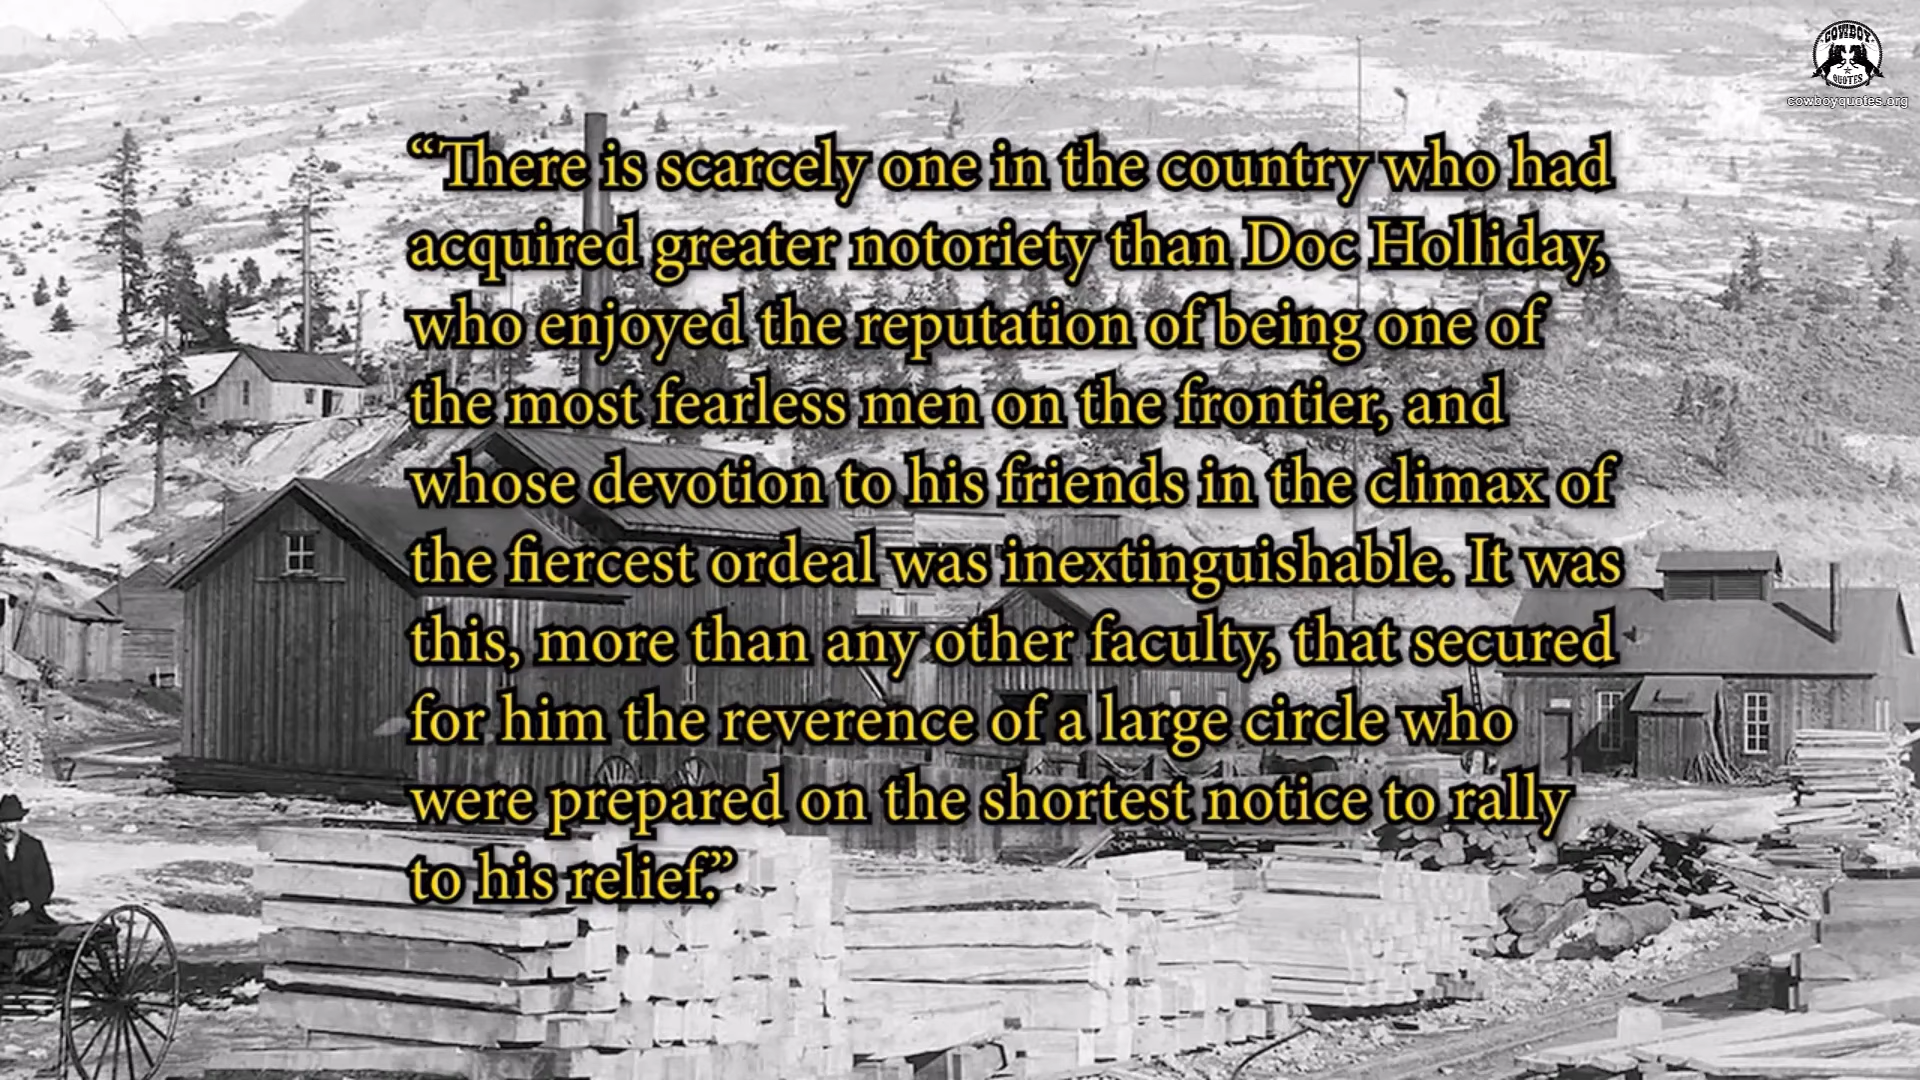 COWBOY
QUOTES
cowboyquotes.org
“There is scarcely one in the country who had
acquired greater notoriety than Doc Holliday,
who enjoyed the reputation of being one of
the most fearless men on the frontier, and
whose devotion to his friends in the climax of
the fiercest ordeal was inextinguishable. It was
this, more than any other faculty, that secured
for him the reverence of a large circle who
were prepared on the shortest notice to rally
to his relief.”